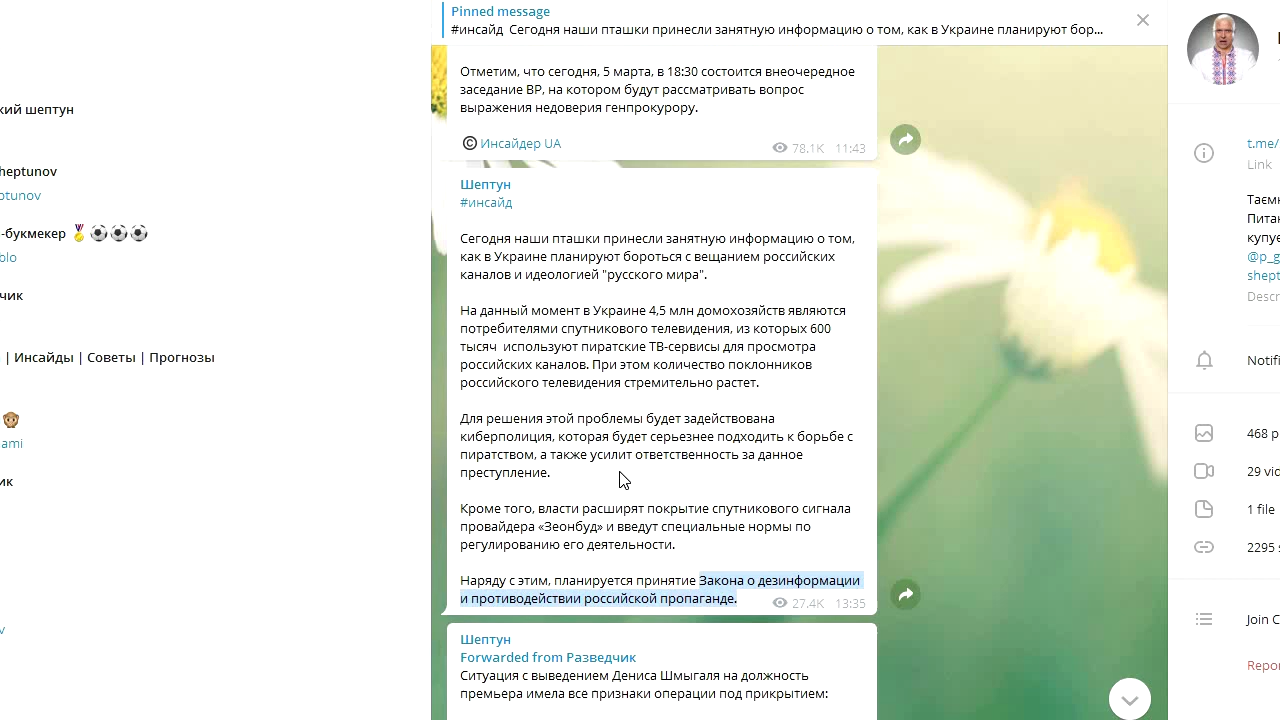 Pinned message
#инсайд Сегодня наши пташки принесли занятную информацию о том, как в Украине планируют бор...
кий шептун
heptunov
ptunov
-букмекер
blo
чик
| Инсайды | Советы | Прогнозы
ami
ик
v
Отметим, что сегодня, 5 марта, в 18:30 состоится внеочередное
заседание ВР, на котором будут рассматривать вопрос
выражения недоверия генпрокурору.
© Инсайдер UA
78.1K 11:43
Шептун
#инсайд
Сегодня наши пташки принесли занятную информацию о том,
как в Украине планируют бороться с вещанием российских
каналов и идеологией "русского мира".
На данный момент в Украине 4,5 млн домохозяйств являются
потребителями спутникового телевидения, из которых 600
тысяч используют пиратские ТВ-сервисы для просмотра
российских каналов. При этом количество поклонников
российского телевидения стремительно растет.
Для решения этой проблемы будет задействована
киберполиция, которая будет серьезнее подходить к борьбе с
пиратством, а также усилит ответственность за данное
преступление.
Кроме того, власти расширят покрытие спутникового сигнала
провайдера «Зеонбуд» и введут специальные нормы по
регулированию его деятельности.
Наряду с этим, планируется принятие Закона о дезинформации
и противодействии российской пропаганде.
27.4K 13:35
Шептун
Forwarded from Разведчик
Ситуация с выведением Дениса Шмыгаля на должность
премьера имела все признаки операции под прикрытием:
t.me/
Link
Таєм
Пита
купує
@p_g
shept
Descr
Notifi
468 p
29 vid
1 file
2295 s
Join C
Repor